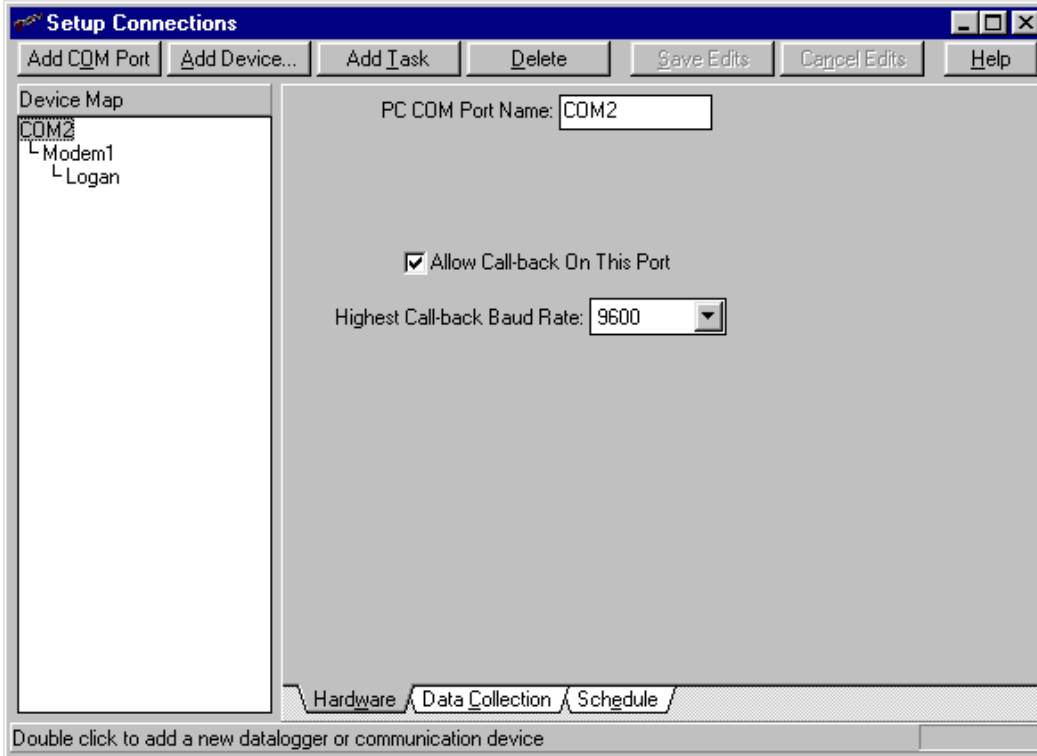 Setup Connections
Add COM Port Add Device... Add Task Delete Save Edits Cancel Edits Help
Device Map
COM2
Modem1
Logan
PC COM Port Name: COM2
Allow Call-back On This Port
Highest Call-back Baud Rate: 9600
Hardware Data Collection Schedule
Double click to add a new datalogger or communication device